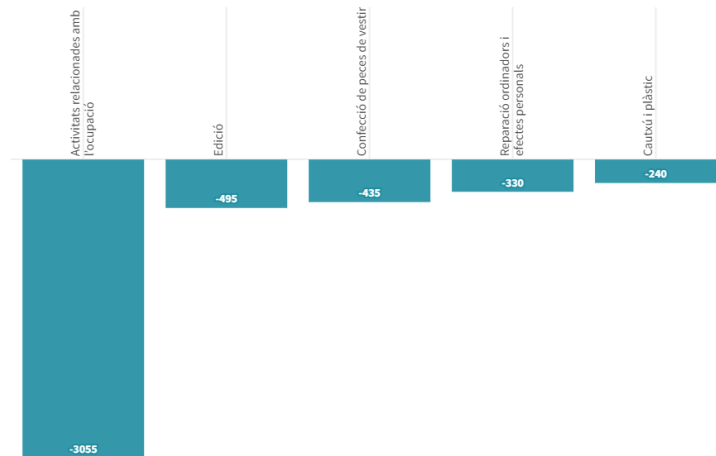 Activitats relacionades amb
l'ocupació
Edició
Confecció de peces de vestir
Reparació ordinadors i
efectes personals
Cautxú i plàstic
-3055
-495
-435
-330
-240